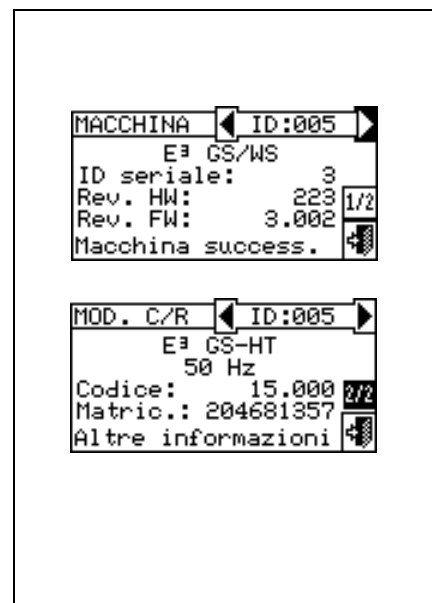 MACCHINA ID:005
E³ GS/WS
ID seriale: 3
Rev. HW: 223
1/2
Rev. FW: 3.002
Macchina success.
MOD. C/R ID:005
E³ GS-HT
50 Hz
Codice: 15.000
2/2
Matric.: 204681357
Altre informazioni